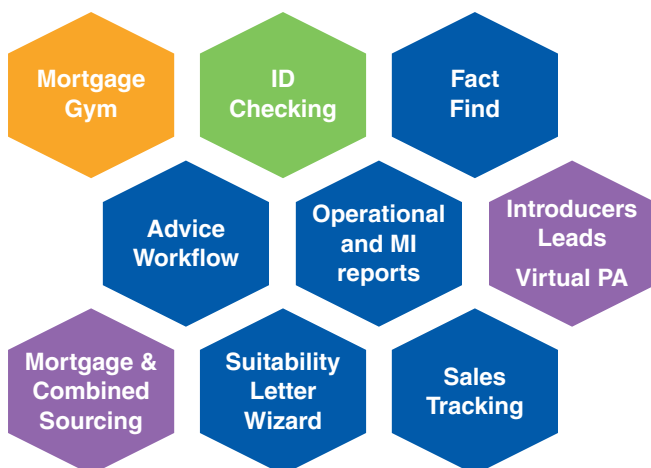 Mortgage
Gym
ID
Checking
Fact
Find
Advice
Workflow
Operational
and MI
reports
Introducers
Leads
Virtual PA
Mortgage &
Combined
Sourcing
Suitability
Letter
Wizard
Sales
Tracking